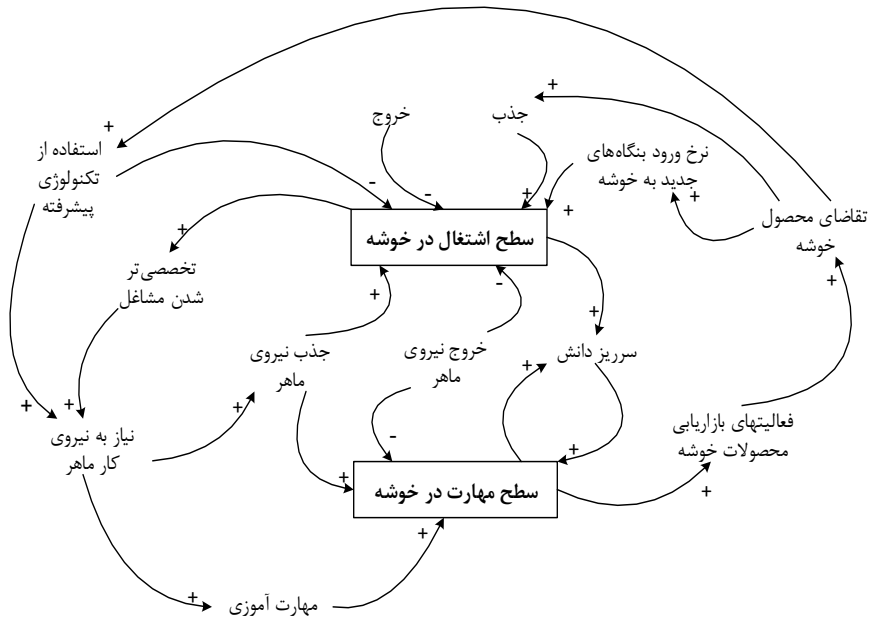 جذب
خروج
استفاده از
تکنولوژی
پیشرفته
نرخ ورود بنگاه‌های
جدید به خوشه
تقاضای محصول
خوشه
سطح اشتغال در خوشه
تخصصی‌تر
شدن مشاغل
جذب نیروی
ماهر
خروج نیروی
ماهر
سرریز دانش
نیاز به نیروی
کار ماهر
فعالیتهای بازاریابی
محصولات خوشه
سطح مهارت در خوشه
مهارت آموزی